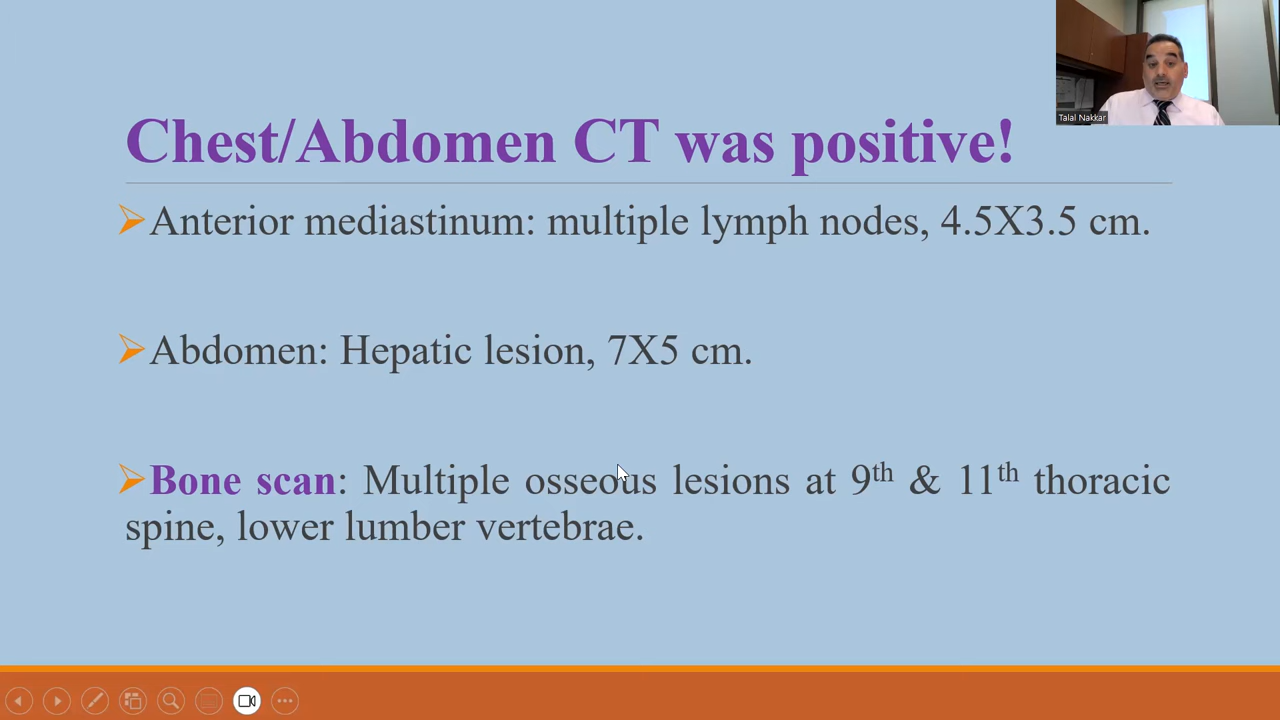 Chest/Abdomen CT was positive!
Talal Nakkar
Anterior mediastinum: multiple lymph nodes, 4.5X3.5 cm.
Abdomen: Hepatic lesion, 7X5 cm.
Bone scan: Multiple osseous lesions at 9th & 11th thoracic
spine, lower lumber vertebrae.